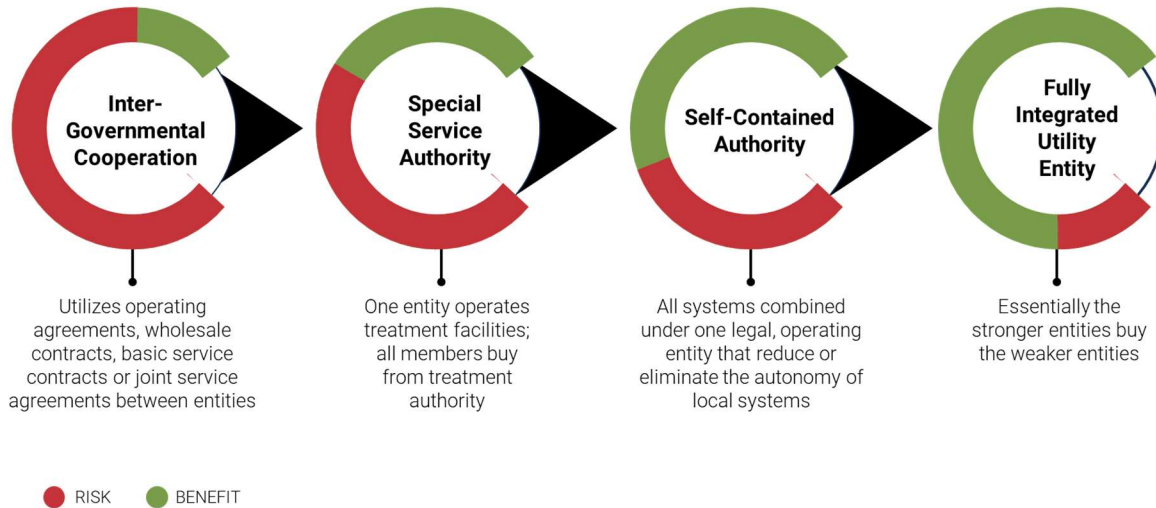 Inter-
Governmental
Cooperation
Special
Service
Authority
Self-Contained
Authority
Fully
Integrated
Utility
Entity
Utilizes operating
agreements, wholesale
contracts, basic service
contracts or joint service
agreements between entities
One entity operates
treatment facilities;
all members buy
from treatment
authority
All systems combined
under one legal, operating
entity that reduce or
eliminate the autonomy of
local systems
Essentially the
stronger entities buy
the weaker entities
RISK
BENEFIT